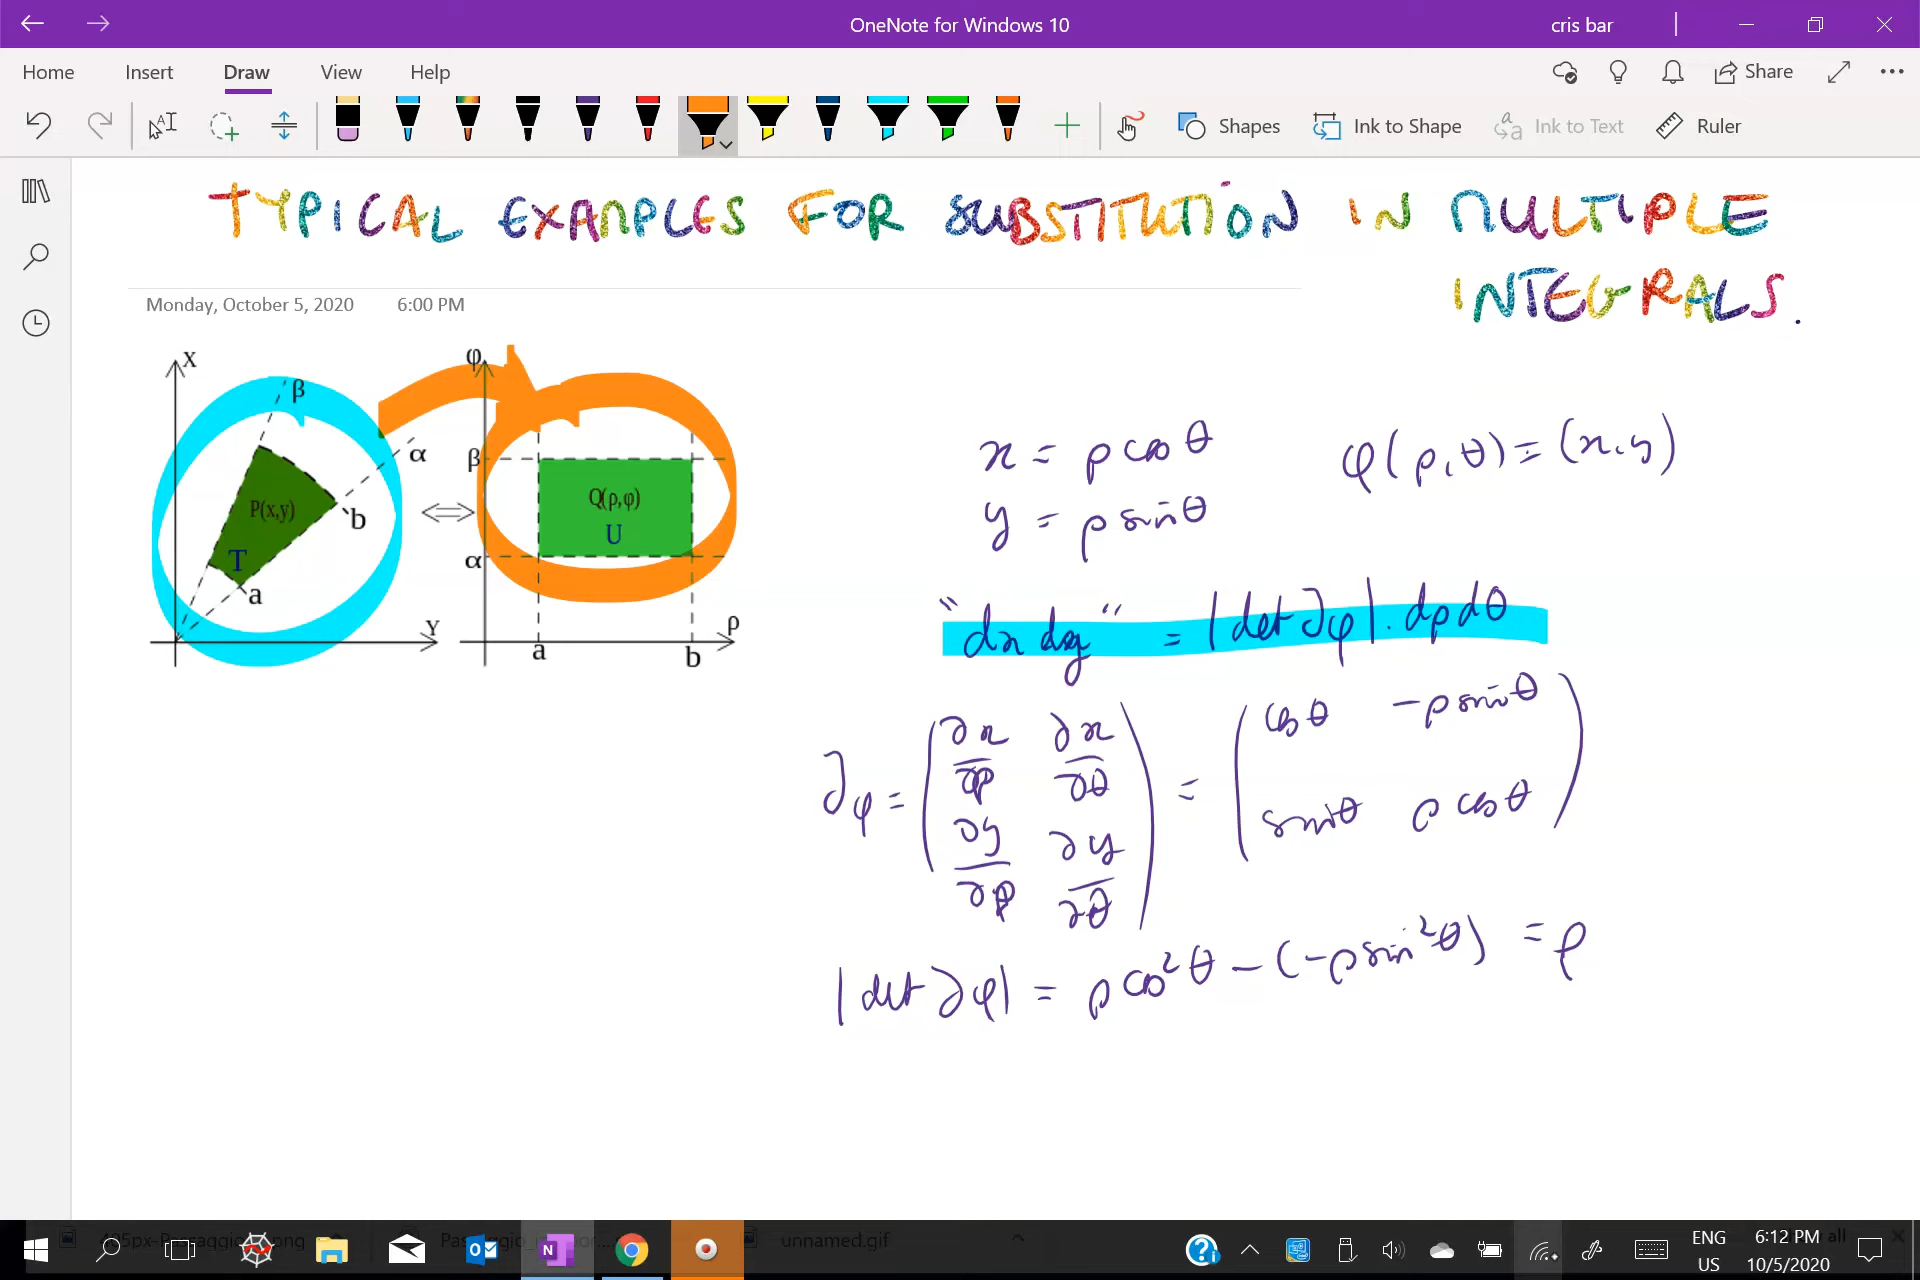 OneNote for Windows 10
cris bar
Home Insert Draw View Help
Share
Shapes Ink to Shape Ink to Text Ruler
TYPICAL EXAMPLES FOR SUBSTITUTION IN MULTIPLE
INTEGRALS.
Monday, October 5, 2020 6:00 PM
X
β
α
P(x,y)
b
T
a
Y
φ
β
Q(ρ,φ)
U
α
ρ
a
b
x = ρ cos θ
φ(ρ,θ) = (x,y)
y = ρ sin θ
"dx dy" = |det ∂φ|. dρ dθ
∂φ = (∂x/∂ρ ∂x/∂θ ∂y/∂ρ ∂y/∂θ) = (cos θ -ρ sin θ sin θ ρ cos θ)
|det ∂φ| = ρ cos²θ - (-ρ sin²θ) = ρ
unnamed.gif
ENG
US
6:12 PM
10/5/2020